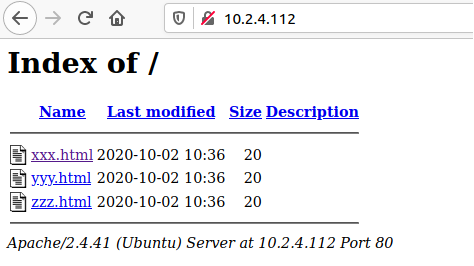 10.2.4.112
Index of /
Name Last modified Size Description
xxx.html 2020-10-02 10:36 20
yyy.html 2020-10-02 10:36 20
zzz.html 2020-10-02 10:36 20
Apache/2.4.41 (Ubuntu) Server at 10.2.4.112 Port 80